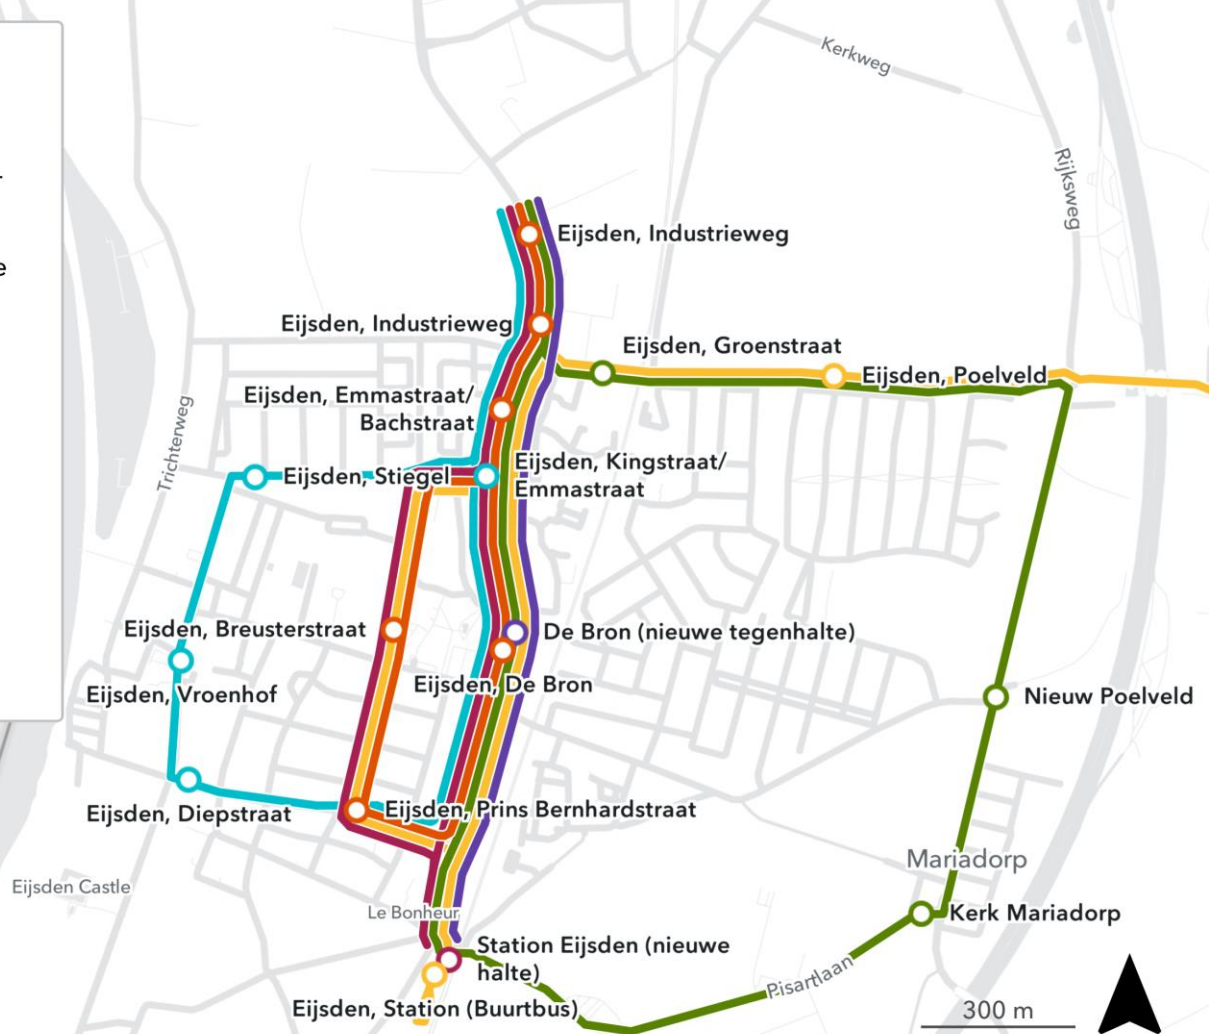 Kerkweg
Rijksweg
e
Eijsden, Industrieweg
Eijsden, Industrieweg
Eijsden, Groenstraat
Eijsden, Poelveld
Eijsden, Emmastraat/
Bachstraat
Trichterweg
Eijsden, Stiegel
Eijsden, Kingstraat/
Emmastraat
Eijsden, Breusterstraat
De Bron (nieuwe tegenhalte)
Eijsden, Vroenhof
Eijsden, De Bron
Nieuw Poelveld
Eijsden, Diepstraat
Eijsden, Prins Bernhardstraat
Mariadorp
Eijsden Castle
Le Bonheur
Kerk Mariadorp
Station Eijsden (nieuwe
halte)
Pisartlaan
Eijsden, Station (Buurtbus)
300 m